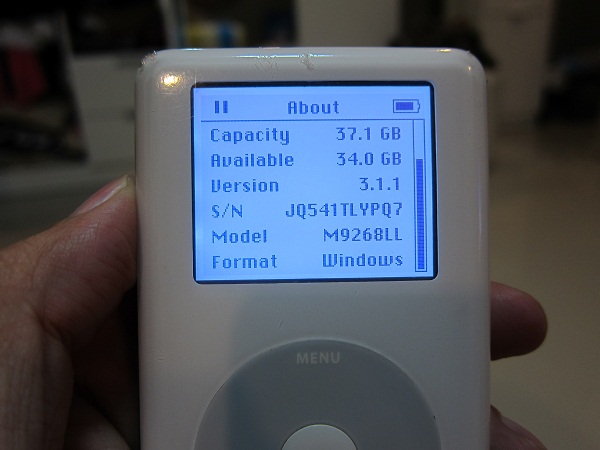 About
Capacity 37.1 GB
Available 34.0 GB
Version 3.1.1
S/N JQ541TLYPQ7
Model M9268LL
Format Windows
MENU